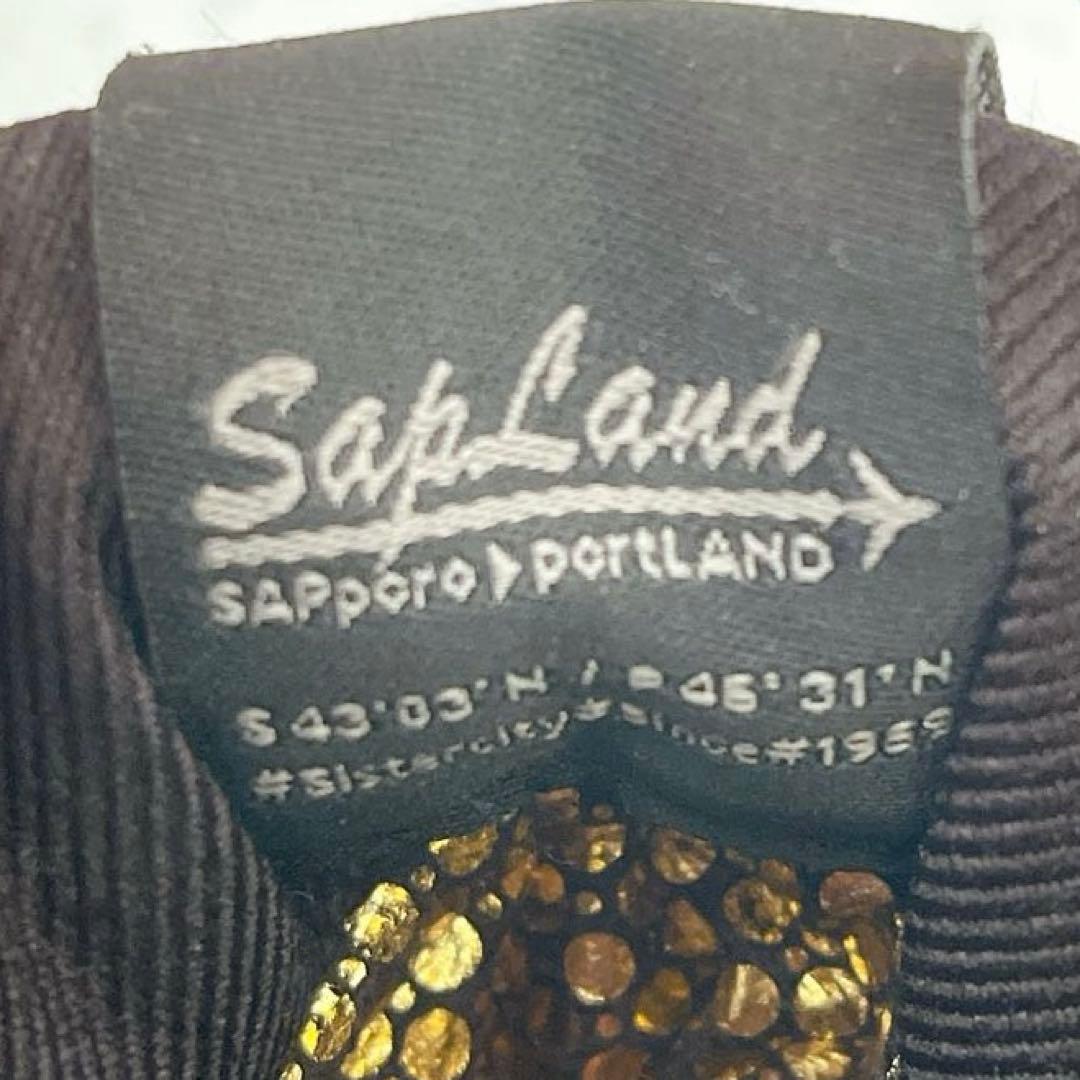 SapLand
SAPporo▶portLAND
S 43°03'N / P 45°31'N
#Sistercity#since#1959